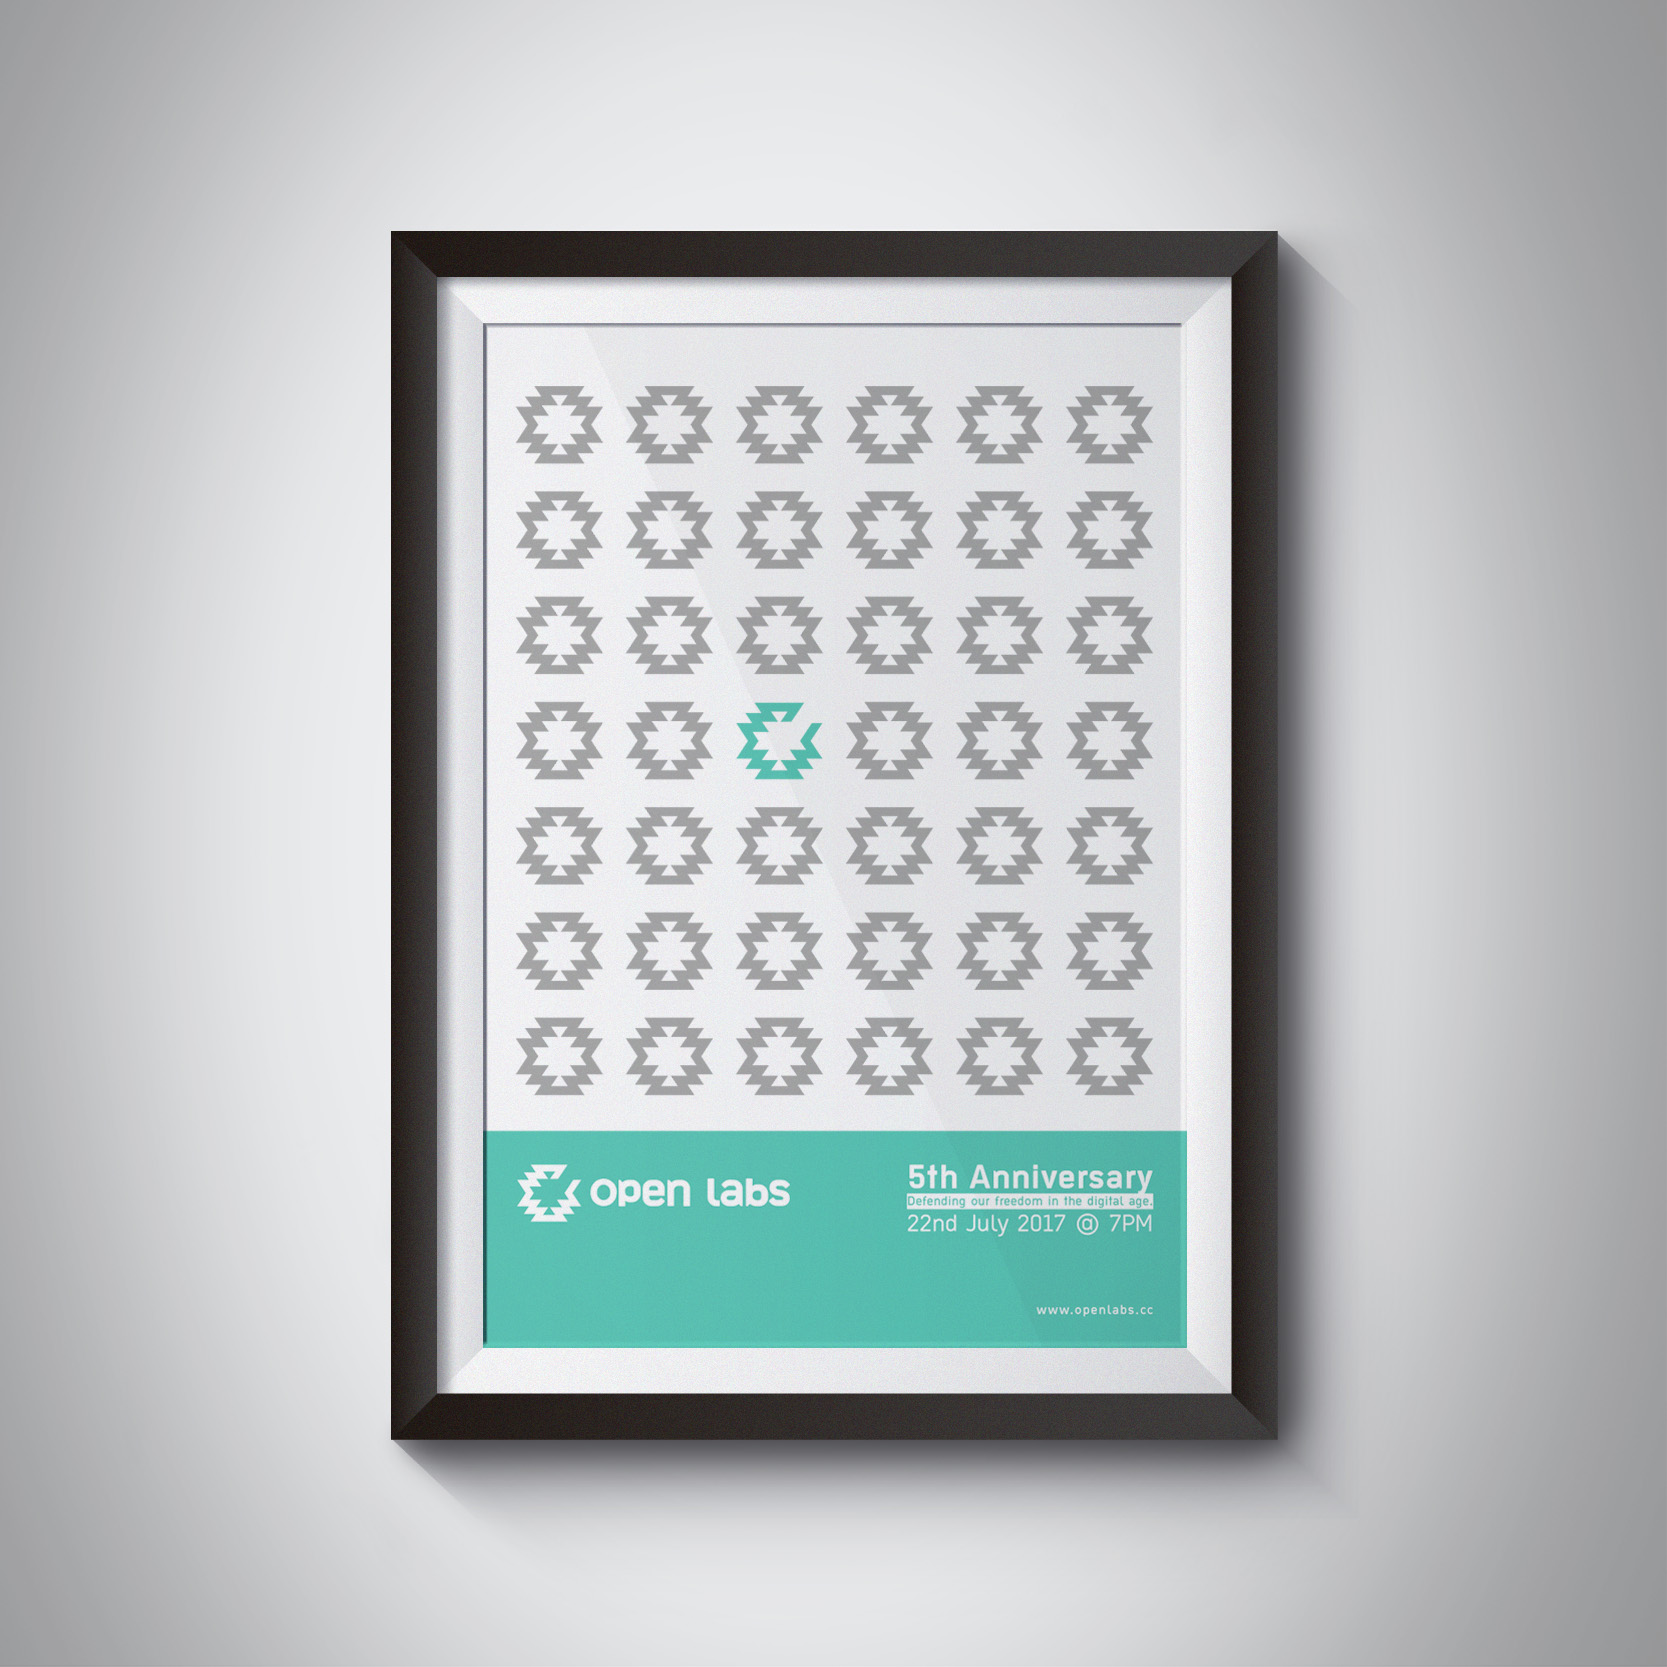 open Labs
5th Anniversary
Defending our freedom in the digital age.
22nd July 2017 @ 7PM
www.openlabs.cc